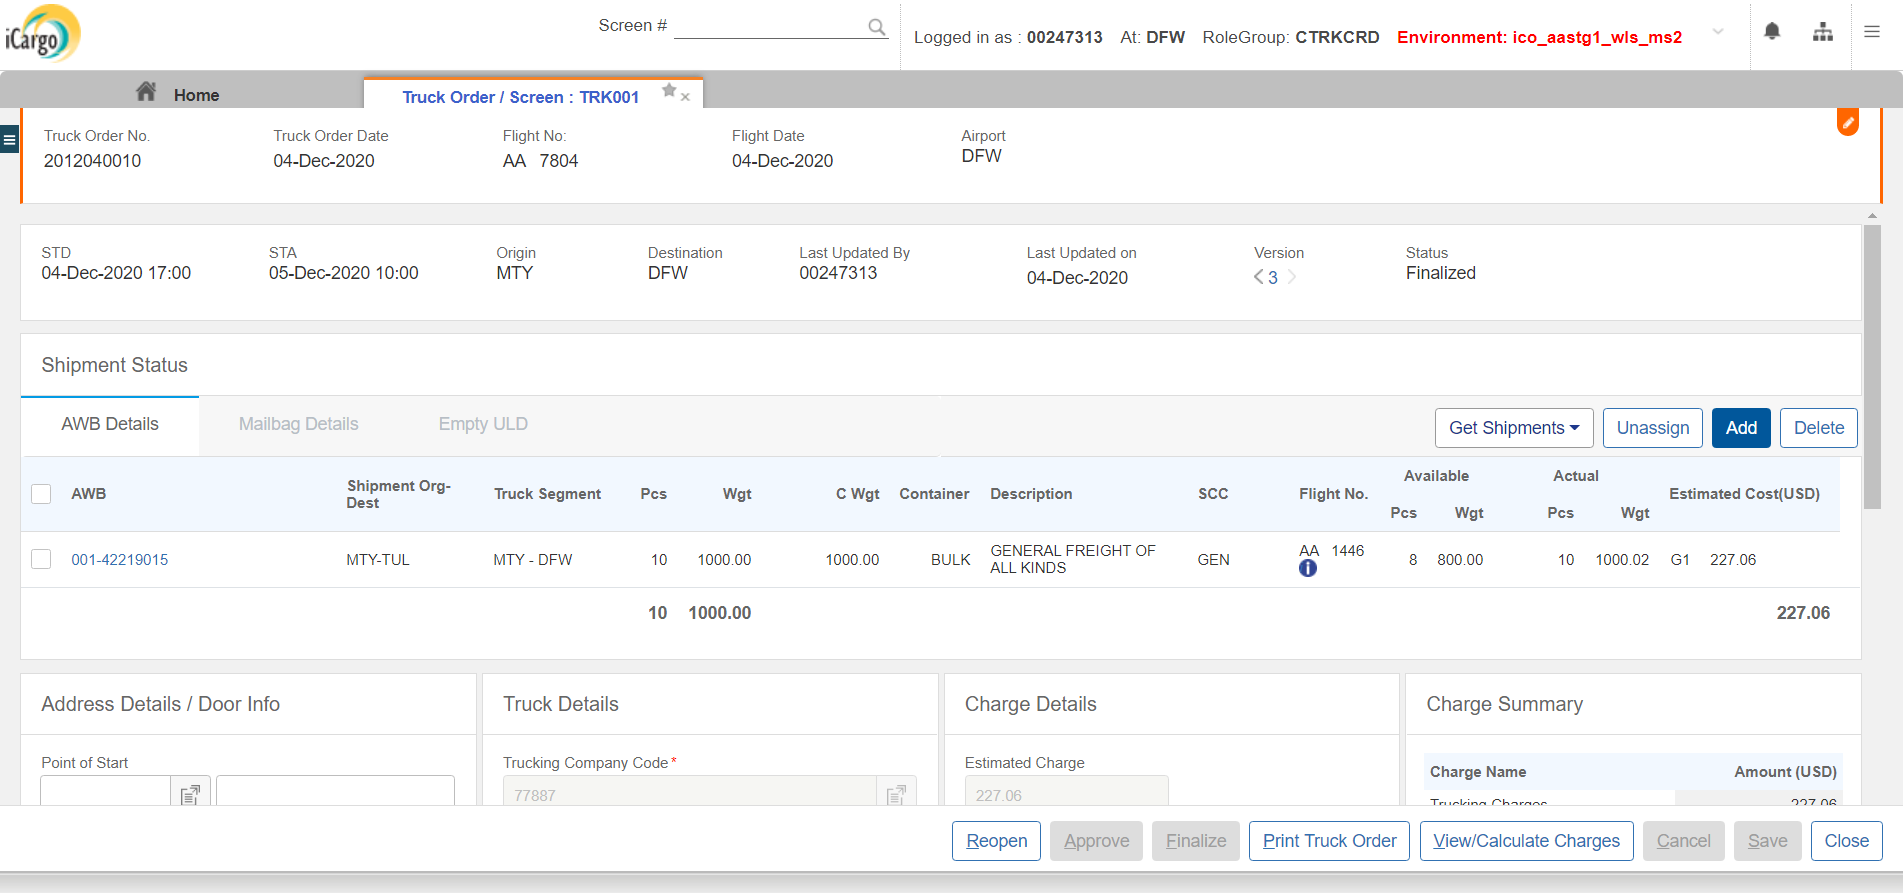 iCargo
Screen #
Logged in as : 00247313 At: DFW RoleGroup: CTRKCRD Environment: ico_aastg1_wls_ms2
Home
Truck Order / Screen : TRK001
Truck Order No. Truck Order Date Flight No: Flight Date Airport
2012040010 04-Dec-2020 AA 7804 04-Dec-2020 DFW
STD STA Origin Destination Last Updated By Last Updated on Version Status
04-Dec-2020 17:00 05-Dec-2020 10:00 MTY DFW 00247313 04-Dec-2020 3 Finalized
Shipment Status
AWB Details Mailbag Details Empty ULD Get Shipments Unassign Add Delete
AWB Shipment Org-Dest Truck Segment Pcs Wgt C Wgt Container Description SCC Flight No. Available Pcs Wgt Actual Pcs Wgt Estimated Cost(USD)
001-42219015 MTY-TUL MTY - DFW 10 1000.00 1000.00 BULK GENERAL FREIGHT OF ALL KINDS GEN AA 1446 8 800.00 10 1000.02 G1 227.06
10 1000.00 227.06
Address Details / Door Info Truck Details Charge Details Charge Summary
Point of Start Trucking Company Code* Estimated Charge Charge Name Amount (USD)
77887 227.06 Trucking Charges 227.06
Reopen Approve Finalize Print Truck Order View/Calculate Charges Cancel Save Close